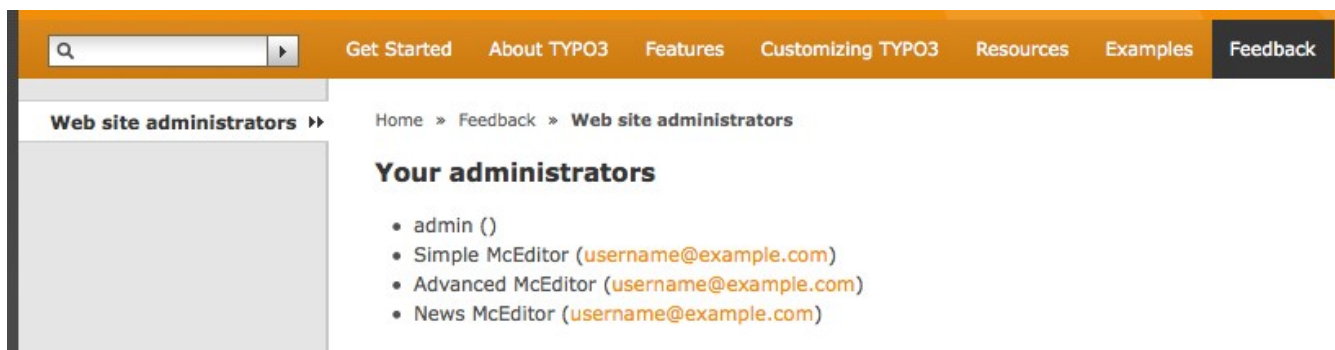 Get Started About TYPO3 Features Customizing TYPO3 Resources Examples Feedback
Web site administrators
Home » Feedback » Web site administrators
Your administrators
• admin ()
• Simple McEditor (username@example.com)
• Advanced McEditor (username@example.com)
• News McEditor (username@example.com)